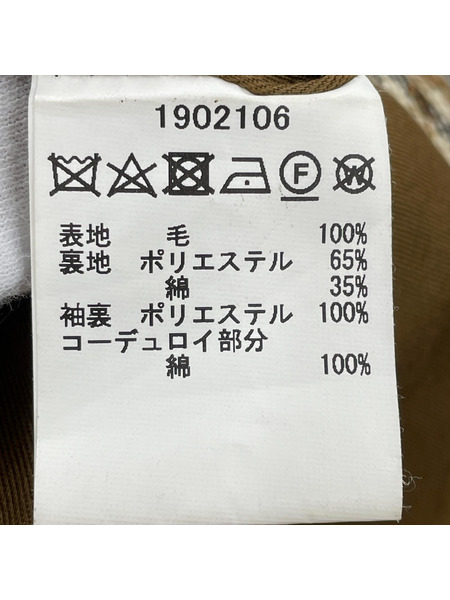 1902106
表地 毛 100%
裏地 ポリエステル 65%
綿 35%
袖裏 ポリエステル 100%
コーデュロイ部分
綿 100%